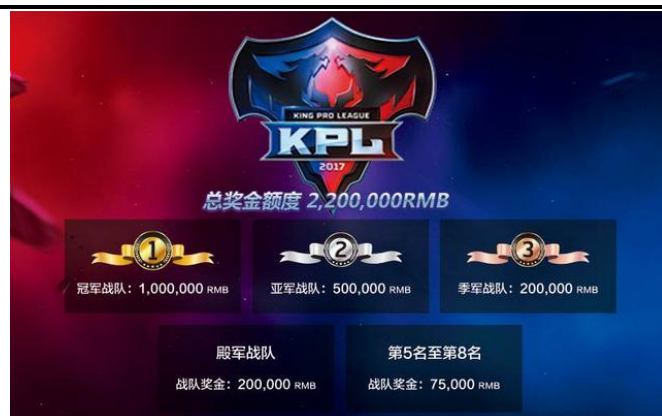 KING PRO LEAGUE
KPL
2017
总奖金额度 2,200,000RMB
1
2
3
冠军战队：1,000,000 RMB
亚军战队：500,000 RMB
季军战队：200,000 RMB
殿军战队
第5名至第8名
战队奖金：200,000 RMB
战队奖金：75,000 RMB